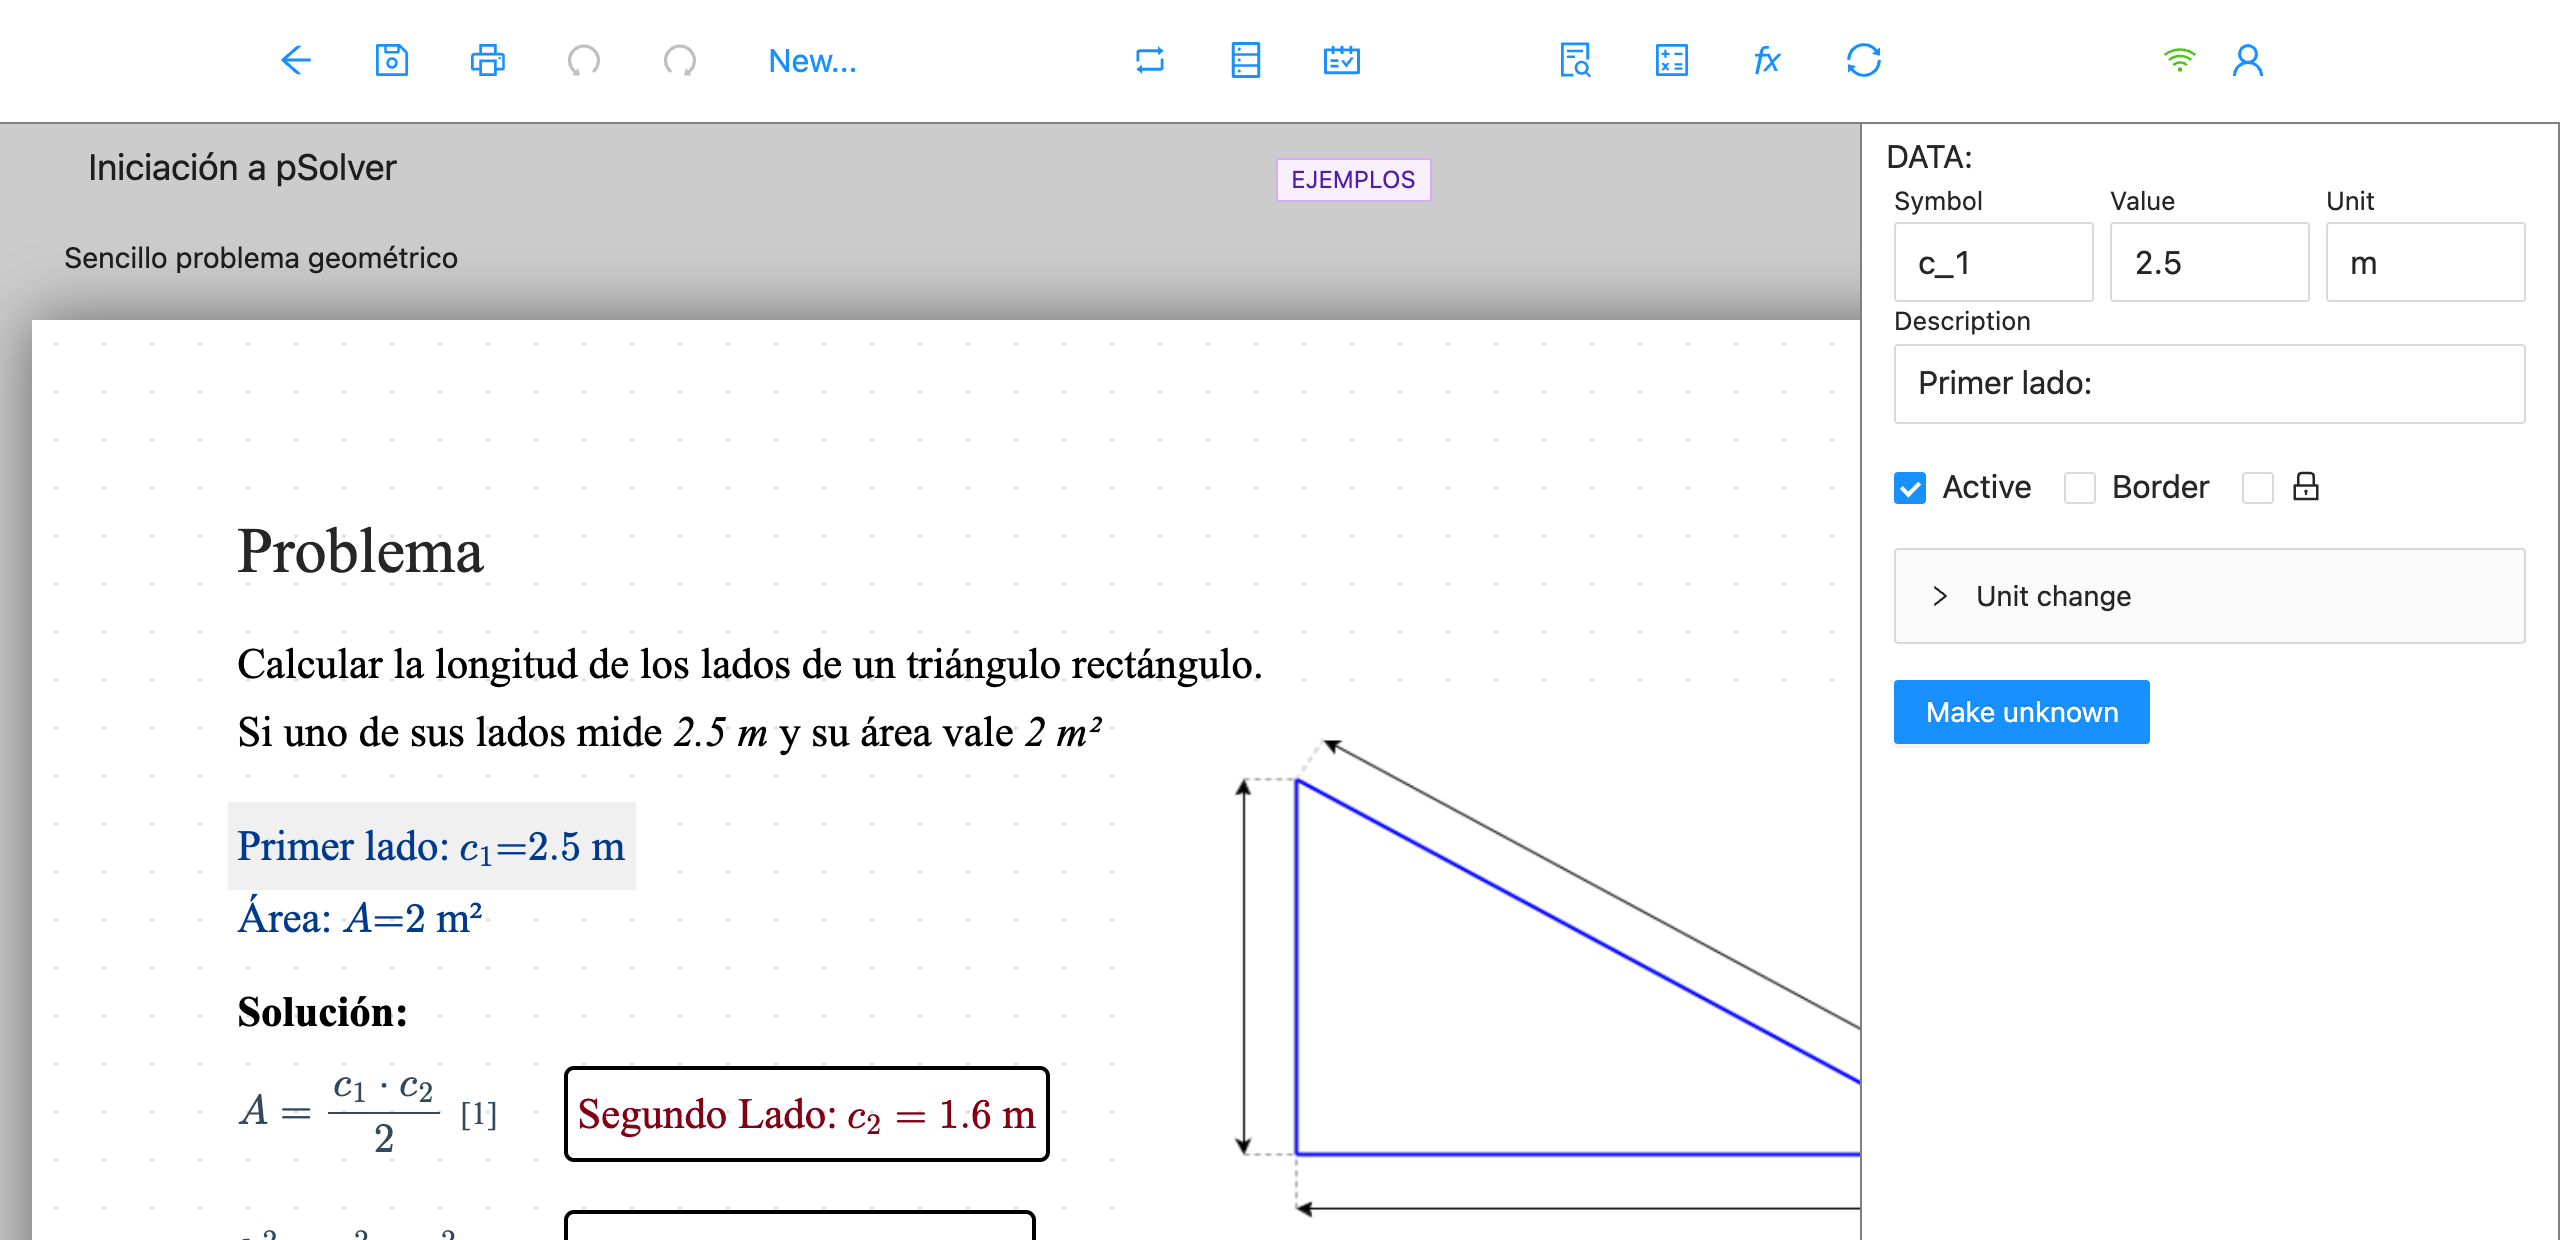 New...
fx
Iniciación a pSolver
EJEMPLOS
Sencillo problema geométrico
Problema
Calcular la longitud de los lados de un triángulo rectángulo.
Si uno de sus lados mide 2.5 m y su área vale 2 m²
Primer lado: c₁=2.5 m
Área: A=2 m²
Solución:
A = c₁ · c₂ / 2 [1]
Segundo Lado: c₂ = 1.6 m
DATA:
Symbol Value Unit
c_1 2.5 m
Description
Primer lado:
Active Border
Unit change
Make unknown